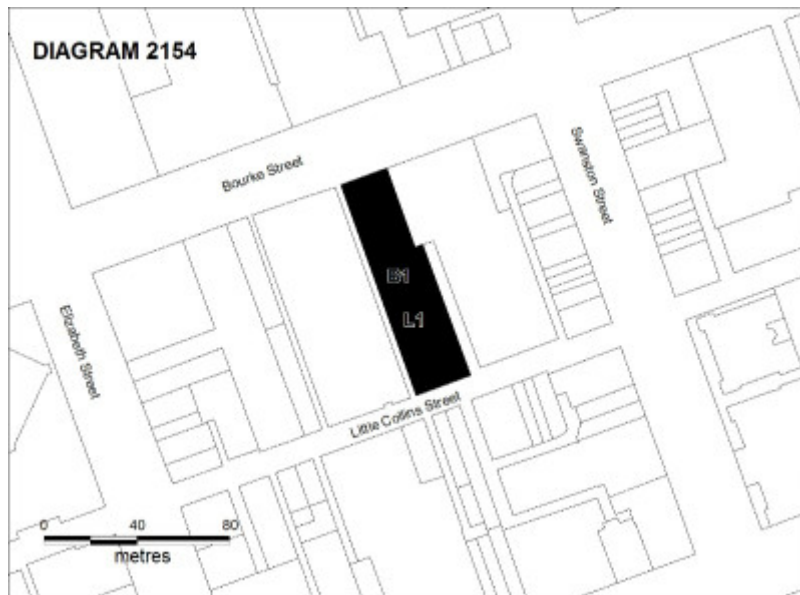 DIAGRAM 2154
Bourke Street
Swanston Street
B1
L1
Elizabeth Street
Little Collins Street
0 40 80
metres